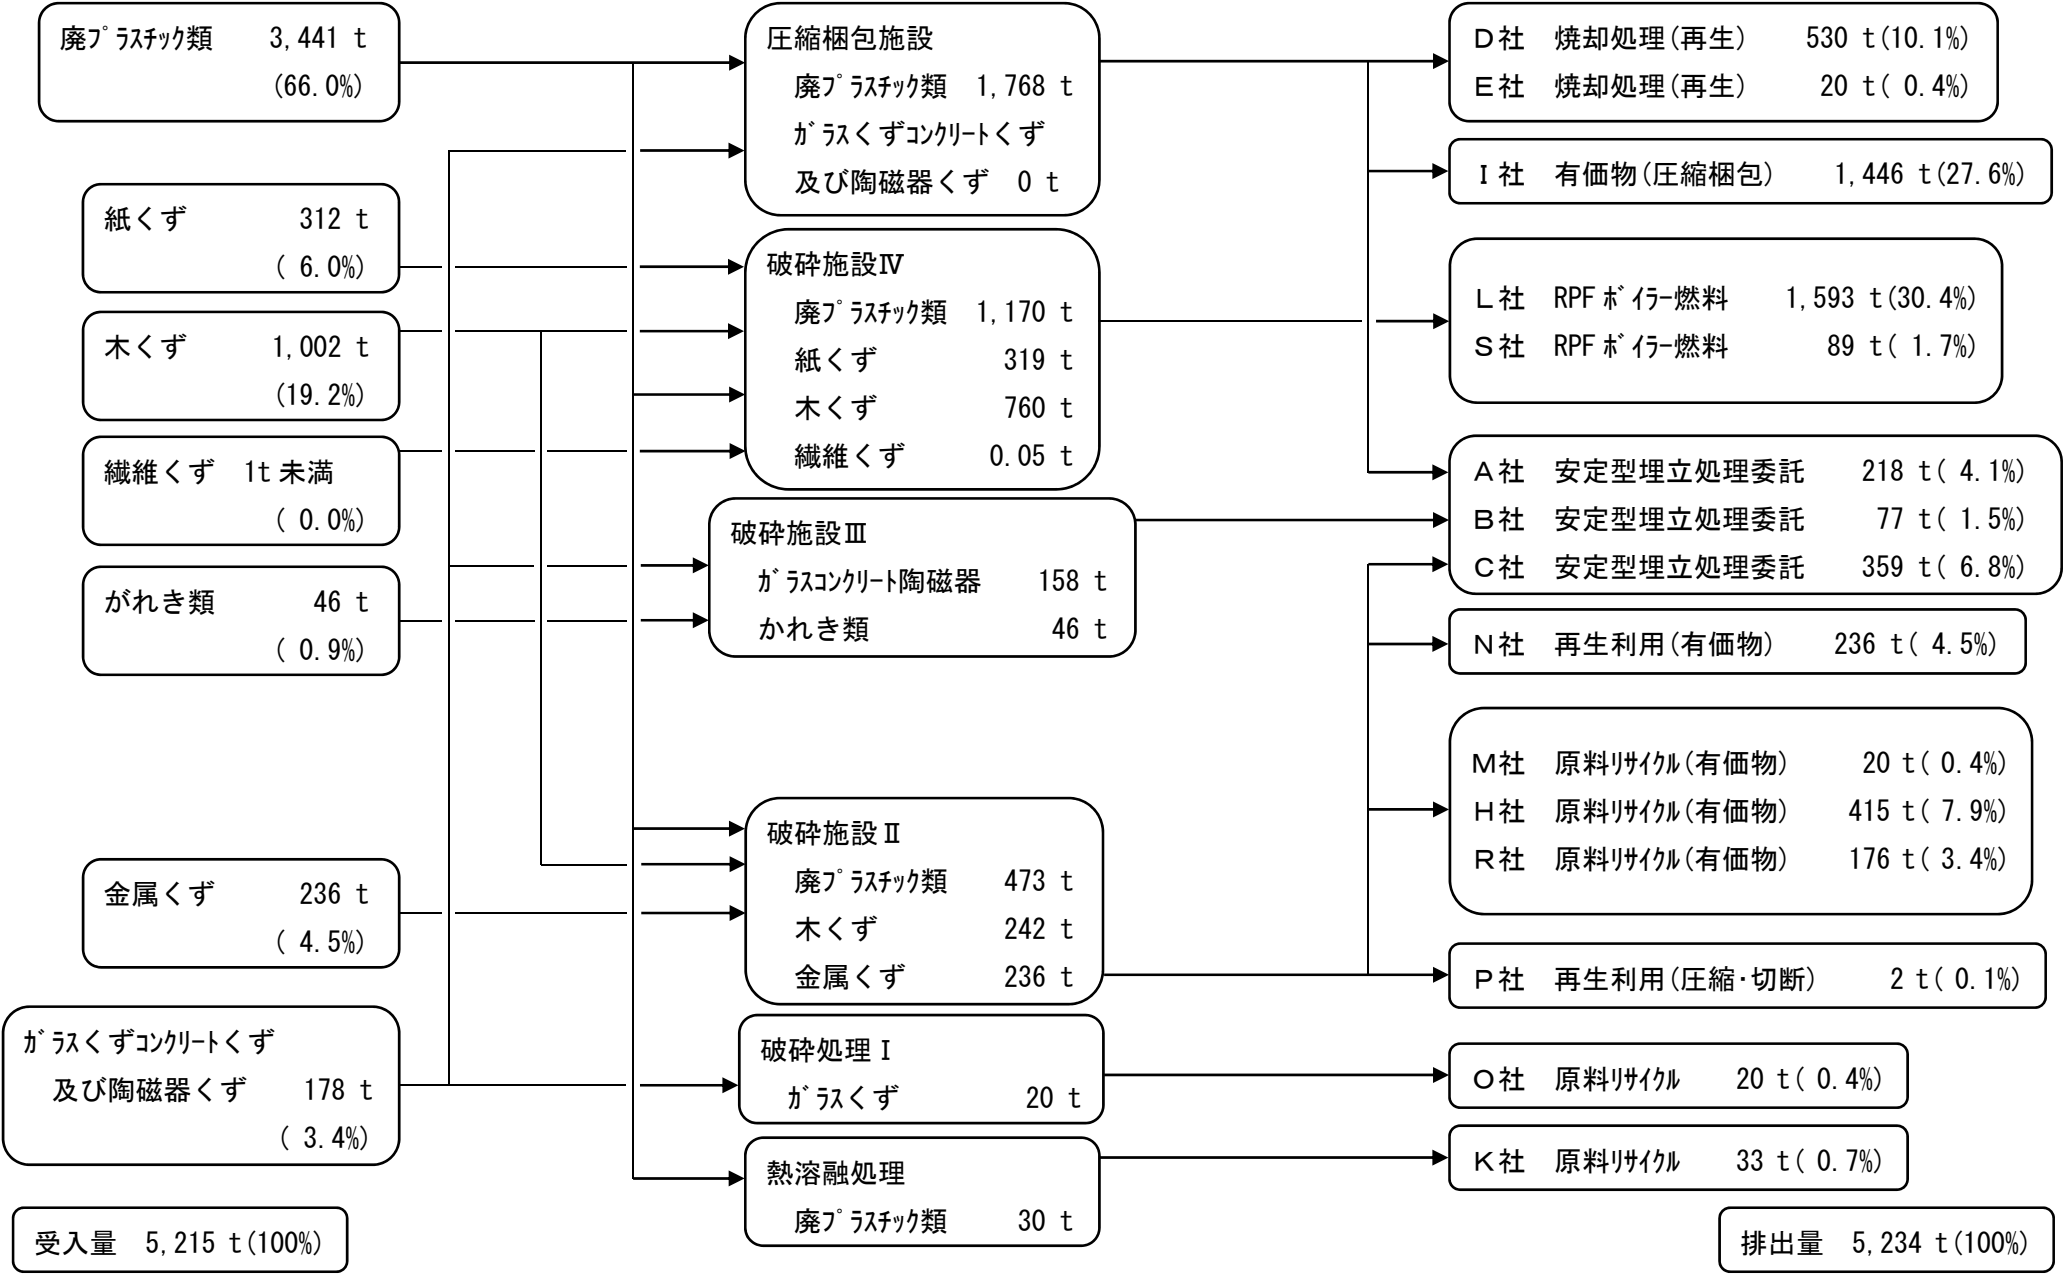 廃プラスチック類 3,441 t
(66.0%)
紙くず 312 t
( 6.0%)
木くず 1,002 t
(19.2%)
繊維くず 1t未満
( 0.0%)
がれき類 46 t
( 0.9%)
金属くず 236 t
( 4.5%)
ガラスくずコンクリートくず
及び陶磁器くず 178 t
( 3.4%)
受入量 5,215 t(100%)
圧縮梱包施設
廃プラスチック類 1,768 t
ガラスくずコンクリートくず
及び陶磁器くず 0 t
破砕施設Ⅳ
廃プラスチック類 1,170 t
紙くず 319 t
木くず 760 t
繊維くず 0.05 t
破砕施設Ⅲ
ガラスコンクリート陶磁器 158 t
かれき類 46 t
破砕施設Ⅱ
廃プラスチック類 473 t
木くず 242 t
金属くず 236 t
破砕処理Ⅰ
ガラスくず 20 t
熱溶融処理
廃プラスチック類 30 t
D社 焼却処理(再生) 530 t(10.1%)
E社 焼却処理(再生) 20 t( 0.4%)
I社 有価物(圧縮梱包) 1,446 t(27.6%)
L社 RPFボイラー燃料 1,593 t(30.4%)
S社 RPFボイラー燃料 89 t( 1.7%)
A社 安定型埋立処理委託 218 t( 4.1%)
B社 安定型埋立処理委託 77 t( 1.5%)
C社 安定型埋立処理委託 359 t( 6.8%)
N社 再生利用(有価物) 236 t( 4.5%)
M社 原料リサイクル(有価物) 20 t( 0.4%)
H社 原料リサイクル(有価物) 415 t( 7.9%)
R社 原料リサイクル(有価物) 176 t( 3.4%)
P社 再生利用(圧縮・切断) 2 t( 0.1%)
O社 原料リサイクル 20 t( 0.4%)
K社 原料リサイクル 33 t( 0.7%)
排出量 5,234 t(100%)